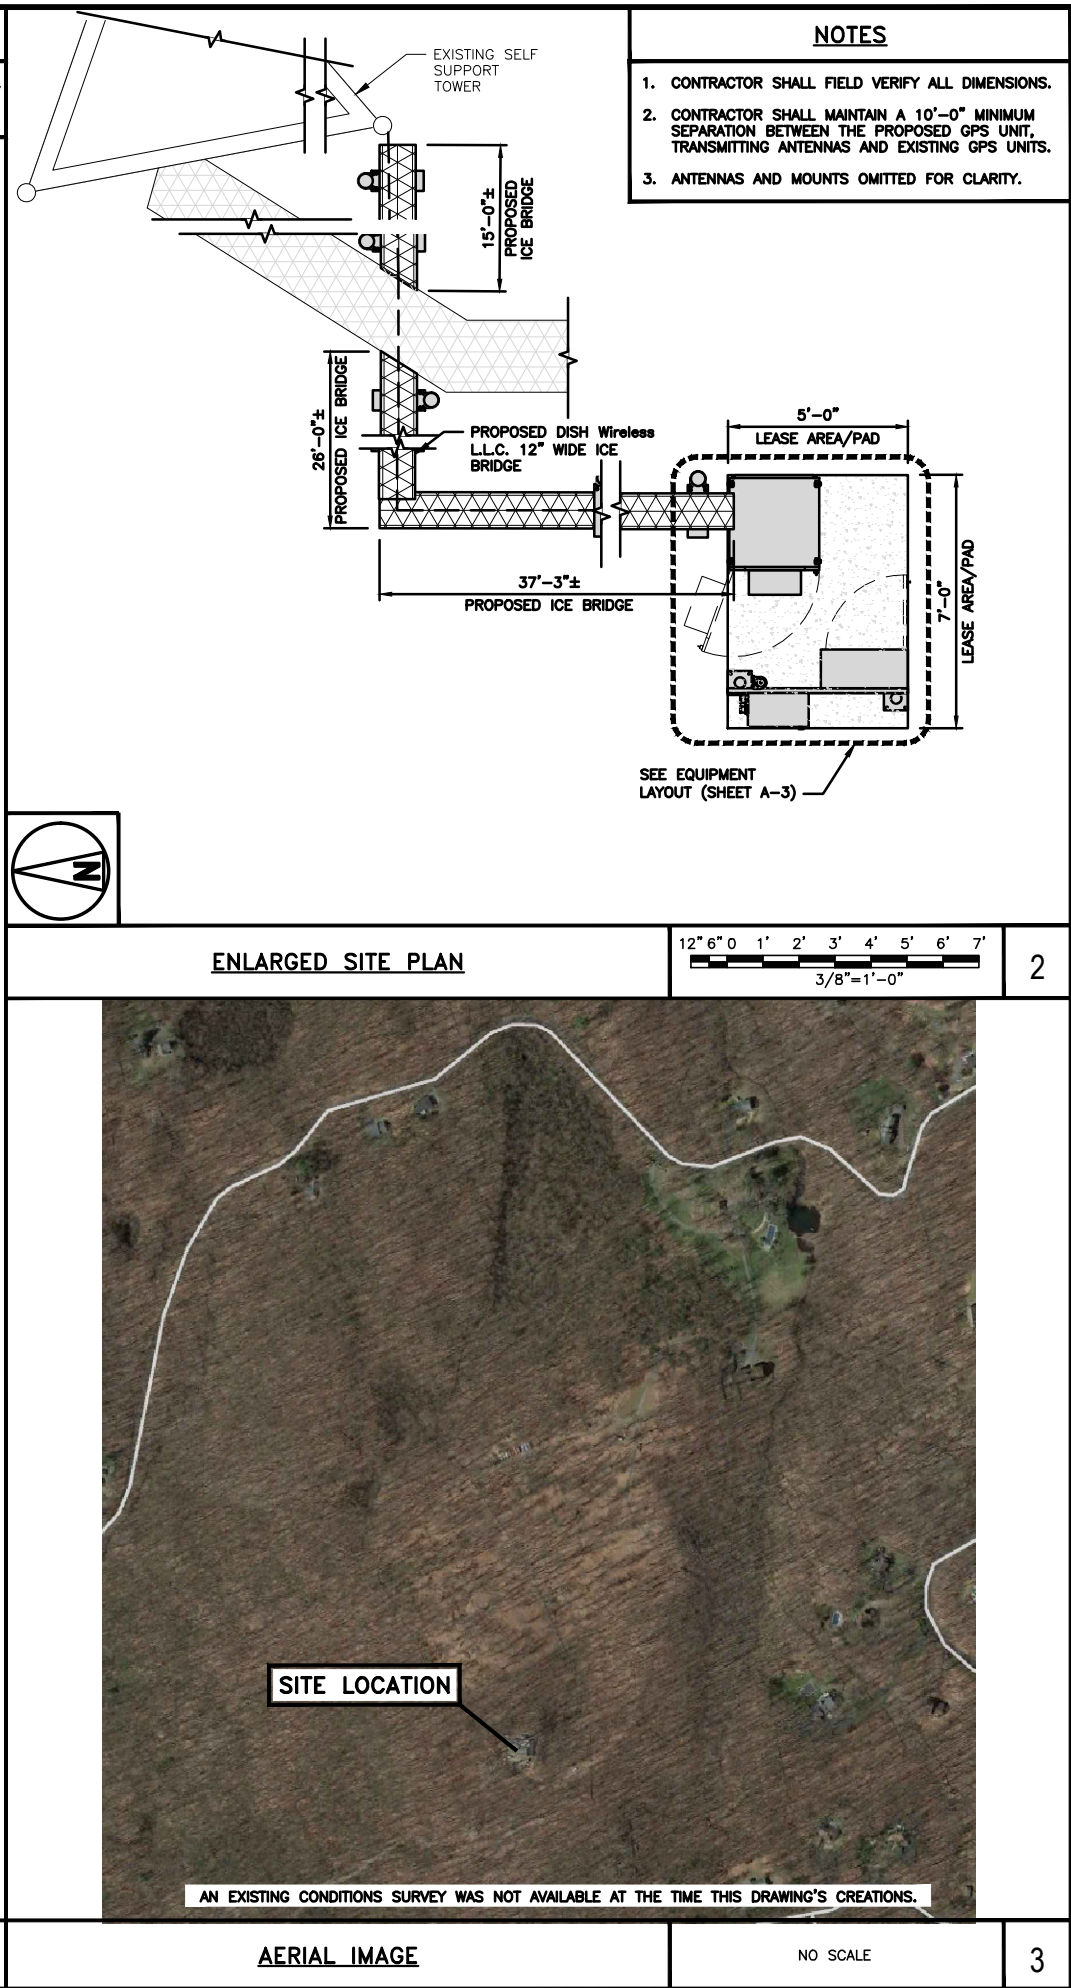 NOTES
1. CONTRACTOR SHALL FIELD VERIFY ALL DIMENSIONS.
2. CONTRACTOR SHALL MAINTAIN A 10'-0" MINIMUM
SEPARATION BETWEEN THE PROPOSED GPS UNIT,
TRANSMITTING ANTENNAS AND EXISTING GPS UNITS.
3. ANTENNAS AND MOUNTS OMITTED FOR CLARITY.
EXISTING SELF
SUPPORT
TOWER
15'-0"±
PROPOSED
ICE BRIDGE
26'-0"±
PROPOSED ICE BRIDGE
PROPOSED DISH Wireless
L.L.C. 12" WIDE ICE
BRIDGE
5'-0"
LEASE AREA/PAD
37'-3"±
PROPOSED ICE BRIDGE
7'-0"
LEASE AREA/PAD
SEE EQUIPMENT
LAYOUT (SHEET A-3)
N
ENLARGED SITE PLAN
12" 6" 0 1' 2' 3' 4' 5' 6' 7'
3/8"=1'-0"
2
SITE LOCATION
AN EXISTING CONDITIONS SURVEY WAS NOT AVAILABLE AT THE TIME THIS DRAWING'S CREATIONS.
AERIAL IMAGE
NO SCALE
3